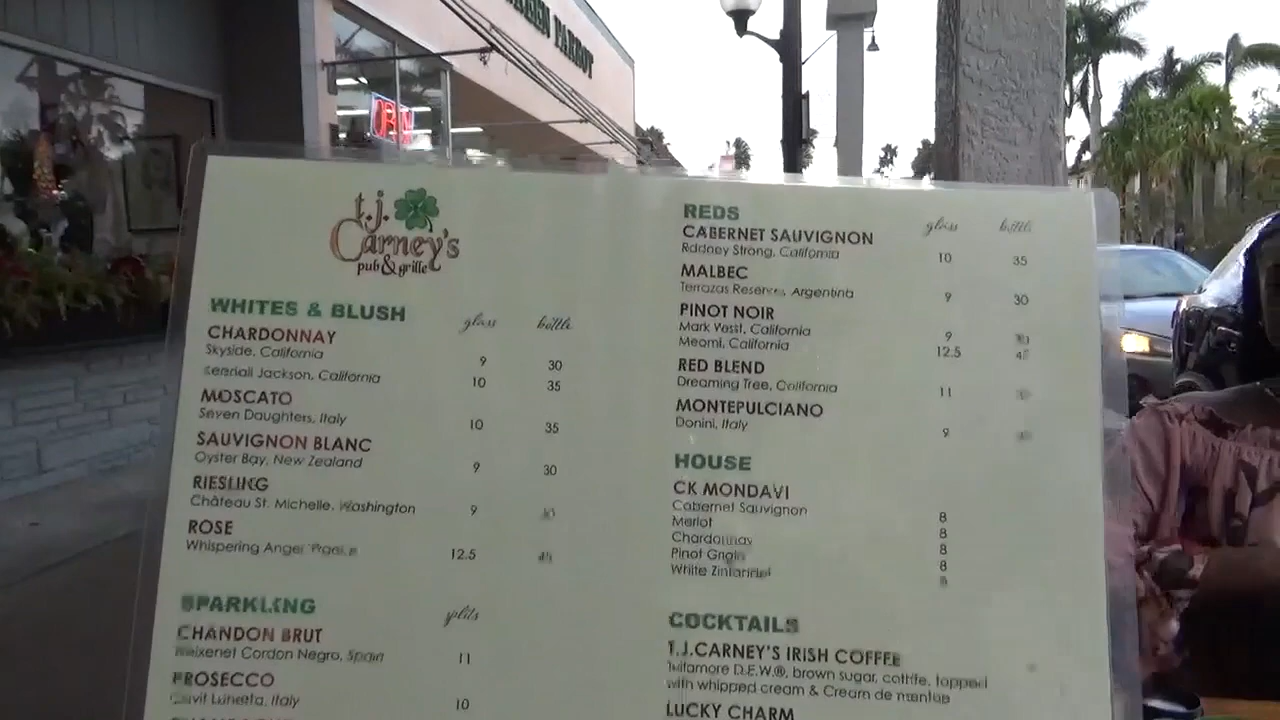 GREEN PARROT
OPEN
t.j.
Carney's
pub & grille
WHITES & BLUSH glass bottle
CHARDONNAY
Skyside, California 9 30
Kendall Jackson, California 10 35
MOSCATO
Seven Daughters, Italy 10 35
SAUVIGNON BLANC
Oyster Bay, New Zealand 9 30
RIESLING
Château St. Michelle, Washington 9
ROSE
Whispering Angel 12.5
SPARKLING splits
CHANDON BRUT
Freixenet Cordon Negro, Spain 11
PROSECCO
Cavit Lunetta, Italy 10
REDS glass bottle
CABERNET SAUVIGNON
Rodney Strong, California 10 35
MALBEC
Terrazas Reserva, Argentina 9 30
PINOT NOIR
Mark West, California 9
Meomi, California 12.5
RED BLEND
Dreaming Tree, California 11
MONTEPULCIANO
Donini, Italy 9
HOUSE
CK MONDAVI
Cabernet Sauvignon 8
Merlot 8
Chardonnay 8
Pinot Grigio 8
White Zinfandel 8
COCKTAILS
T.J.CARNEY'S IRISH COFFEE
Tullamore D.E.W.®, brown sugar, coffee, topped
with whipped cream & Cream de menthe
LUCKY CHARM